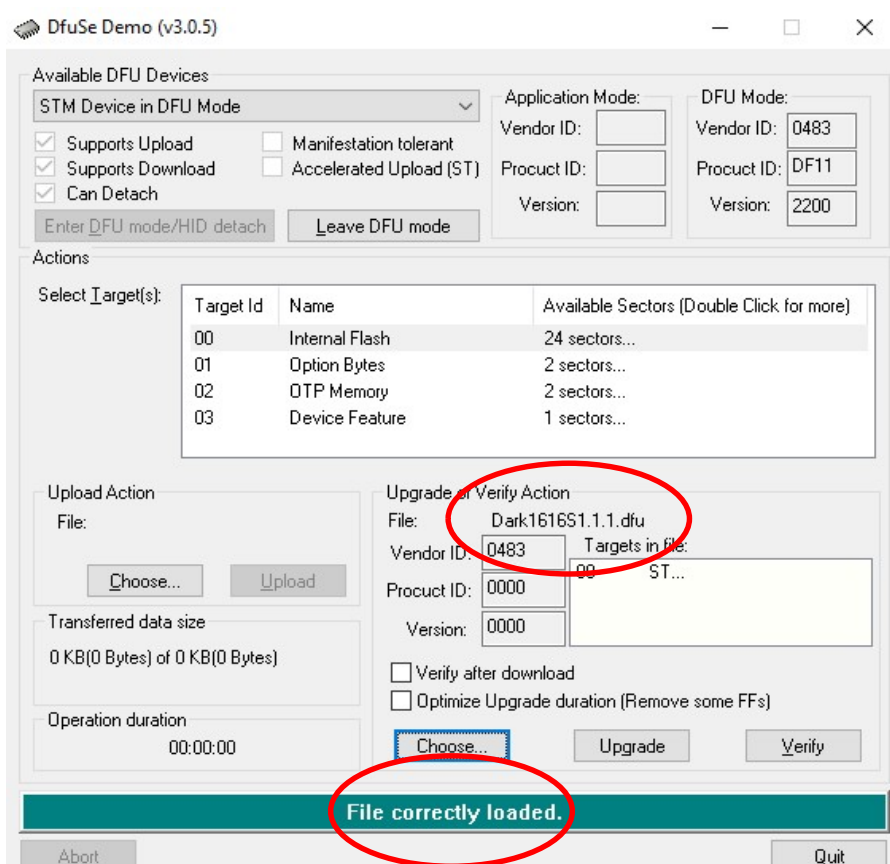 DfuSe Demo (v3.0.5)
Available DFU Devices
STM Device in DFU Mode
Supports Upload
Manifestation tolerant
Supports Download
Accelerated Upload (ST)
Can Detach
Enter DFU mode/HID detach
Leave DFU mode
Application Mode:
Vendor ID:
Procuct ID:
Version:
DFU Mode:
Vendor ID: 0483
Procuct ID: DF11
Version: 2200
Actions
Select Target(s):
Target Id Name Available Sectors (Double Click for more)
00 Internal Flash 24 sectors...
01 Option Bytes 2 sectors...
02 OTP Memory 2 sectors...
03 Device Feature 1 sectors...
Upload Action
File:
Choose... Upload
Transferred data size
0 KB(0 Bytes) of 0 KB(0 Bytes)
Operation duration
00:00:00
Upgrade or Verify Action
File: Dark1616S1.1.1.dfu
Vendor ID: 0483
Procuct ID: 0000
Version: 0000
Targets in file:
00 ST...
Verify after download
Optimize Upgrade duration (Remove some FFs)
Choose... Upgrade Verify
File correctly loaded.
Abort Quit